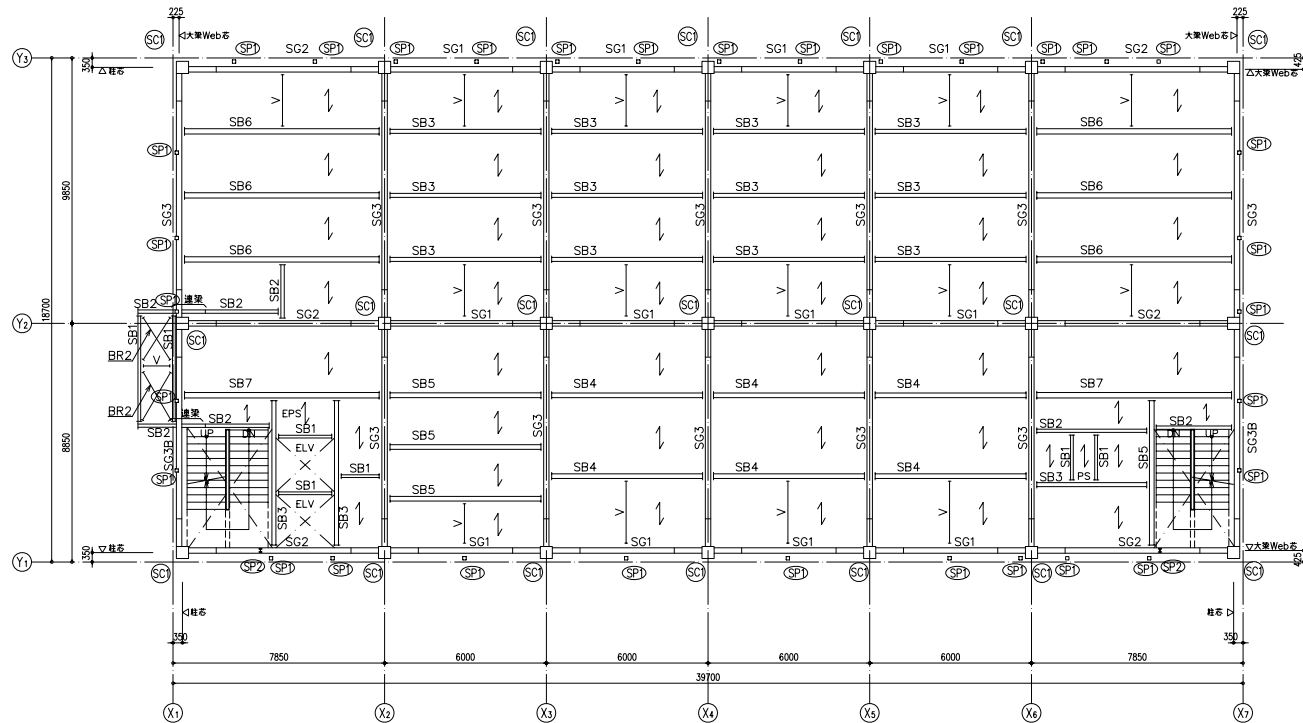 225
SC1 大梁Web芯 SP1 SG2 SP1 SC1 SP1 SP1 SG1 SC1 SP1 SG1 SP1 SC1 SP1 SG1 SP1 SC1 SP1 SG1 SP1 SC1 SP1 SP1 SG2 SP1 大梁Web芯 SC1
225
Y3
350 柱芯 大梁Web芯 425
V V V V V V
SB6 SB3 SB3 SB3 SB3 SB6
SP1 SP1
9850
SB6 SB3 SB3 SB3 SB3 SB6
SG3 SG3 SG3 SG3 SG3 SG3 SG3
SP1 SP1
SB6 SB3 SB3 SB3 SB3 SB6
SB2 V V V V V
18700
SP1 連梁 SP1
SB2 SB2 SG2 SC1 SG1 SC1 SG1 SC1 SG1 SC1 SG1 SC1 SG2
Y2
SB1 SB1 SC1 SC1
BR2 V
SB7 SB5 SB4 SB4 SB4 SB7
BR2 SP1 SP1
連梁 SB2 EPS SB2 SB2
SB2 UP DN SB1 DN UP
8850
SG3B ELV SG3 SB5 SG3 SG3 SG3 SG3 SB1 SB1 SB5 SG3B
SP1 SB1 SB4 SB4 SB4 PS SP1
SB1 SB3
ELV SB5
SB3 SB3 V V V V
350 柱芯 SG2 SG1 SG1 SG1 SG1 SG2 大梁Web芯 425
Y1
SC1 SP2 SP1 SP1 SC1 SP1 SC1 SP1 SC1 SP1 SC1 SP1 SP1 SC1 SP1 SP1 SP2 SC1
柱芯 柱芯
350 350
7850 6000 6000 6000 6000 7850
39700
X1 X2 X3 X4 X5 X6 X7